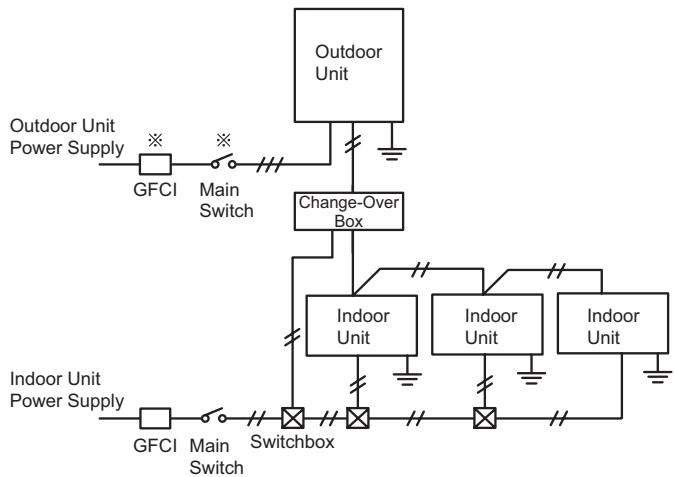 Outdoor
Unit
Outdoor Unit
Power Supply
※
※
GFCI
Main
Switch
Change-Over
Box
Indoor
Unit
Indoor
Unit
Indoor
Unit
Indoor Unit
Power Supply
GFCI
Main
Switch
Switchbox